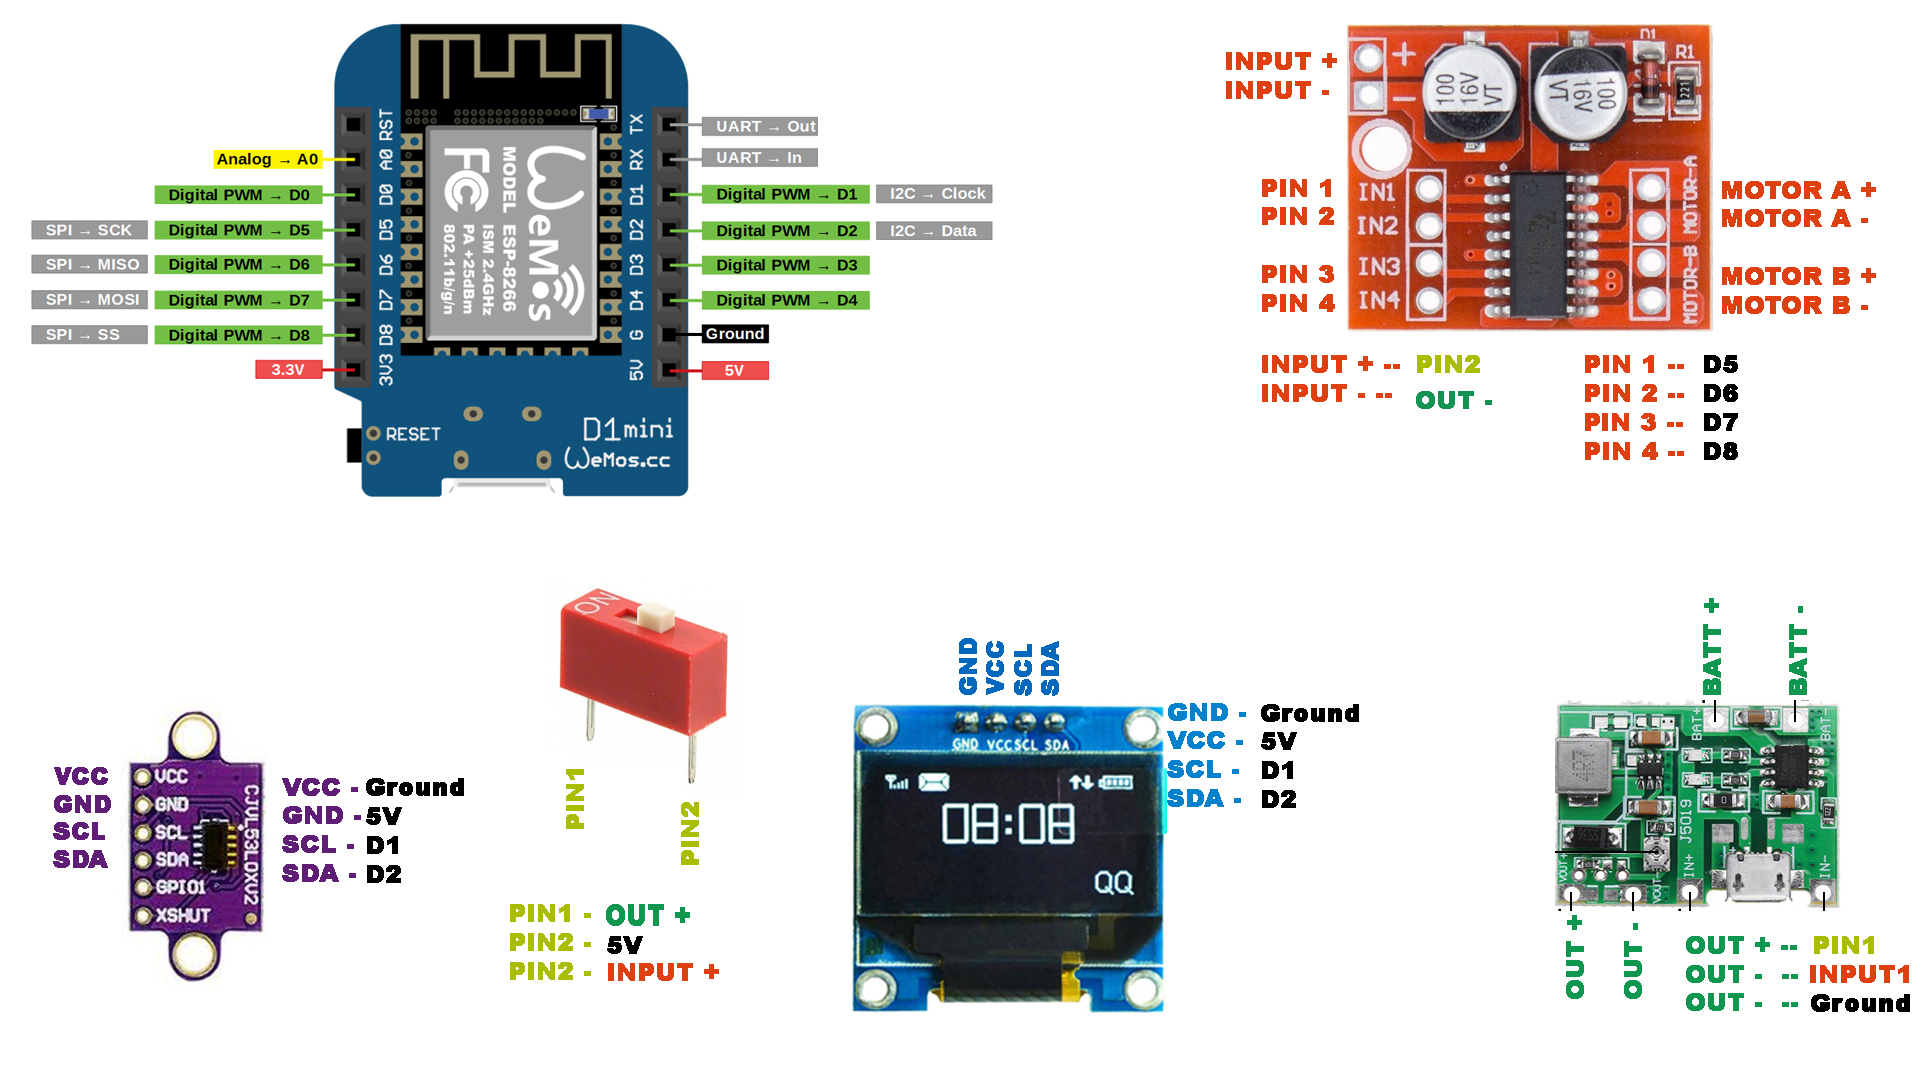 RST
TX
UART → Out
Analog → A0
A0
RX
UART → In
Digital PWM → D0
D0
D1
Digital PWM → D1
I2C → Clock
SPI → SCK
Digital PWM → D5
D5
D2
Digital PWM → D2
I2C → Data
SPI → MISO
Digital PWM → D6
D6
D3
Digital PWM → D3
SPI → MOSI
Digital PWM → D7
D7
D4
Digital PWM → D4
SPI → SS
Digital PWM → D8
D8
G
Ground
3.3V
3V3
5V
5V
WeMos
FC
MODEL ESP-8266
ISM 2.4GHz
PA +25dBm
802.11b/g/n
RESET
D1mini
WeMos.cc
INPUT +
INPUT -
+
-
100
16V
VT
100
16V
VT
D1
R1
221
PIN 1
PIN 2
PIN 3
PIN 4
IN1
IN2
IN3
IN4
MOTOR-A
MOTOR-B
MOTOR A +
MOTOR A -
MOTOR B +
MOTOR B -
INPUT + -- PIN2
INPUT - -- OUT -
PIN 1 -- D5
PIN 2 -- D6
PIN 3 -- D7
PIN 4 -- D8
VCC
GND
SCL
SDA
VCC
GND
SCL
SDA
GPIO1
XSHUT
CJVL53L0XV2
VCC - Ground
GND - 5V
SCL - D1
SDA - D2
ON
PIN1
PIN2
PIN1 - OUT +
PIN2 - 5V
PIN2 - INPUT +
GND
VCC
SCL
SDA
GND VCC SCL SDA
08:08
QQ
GND - Ground
VCC - 5V
SCL - D1
SDA - D2
BATT +
BATT -
BAT+
BAT-
4R7
0
J5019
VOUT+
VOUT-
IN+
IN-
OUT +
OUT -
OUT + -- PIN1
OUT - -- INPUT1
OUT - -- Ground